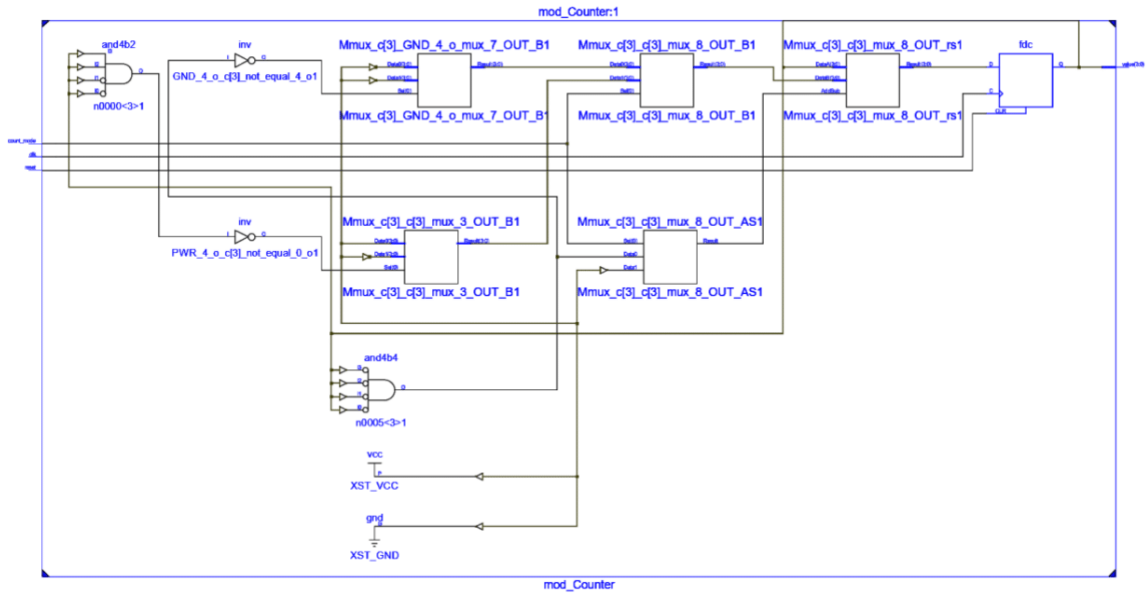 mod_Counter:1
and4b2
inv
Mmux_c[3]_GND_4_o_mux_7_OUT_B1
Mmux_c[3]_c[3]_mux_8_OUT_B1
Mmux_c[3]_c[3]_mux_8_OUT_rs1
fdc
GND_4_o_c[3]_not_equal_4_o1
n0000<3>1
Mmux_c[3]_GND_4_o_mux_7_OUT_B1
Mmux_c[3]_c[3]_mux_8_OUT_B1
Mmux_c[3]_c[3]_mux_8_OUT_rs1
D
Q
C
CLR
count_mode
clk
reset
inv
Mmux_c[3]_c[3]_mux_3_OUT_B1
Mmux_c[3]_c[3]_mux_8_OUT_AS1
PWR_4_o_c[3]_not_equal_0_o1
Result
Mmux_c[3]_c[3]_mux_3_OUT_B1
Mmux_c[3]_c[3]_mux_8_OUT_AS1
and4b4
n0005<3>1
vcc
P
XST_VCC
gnd
XST_GND
mod_Counter